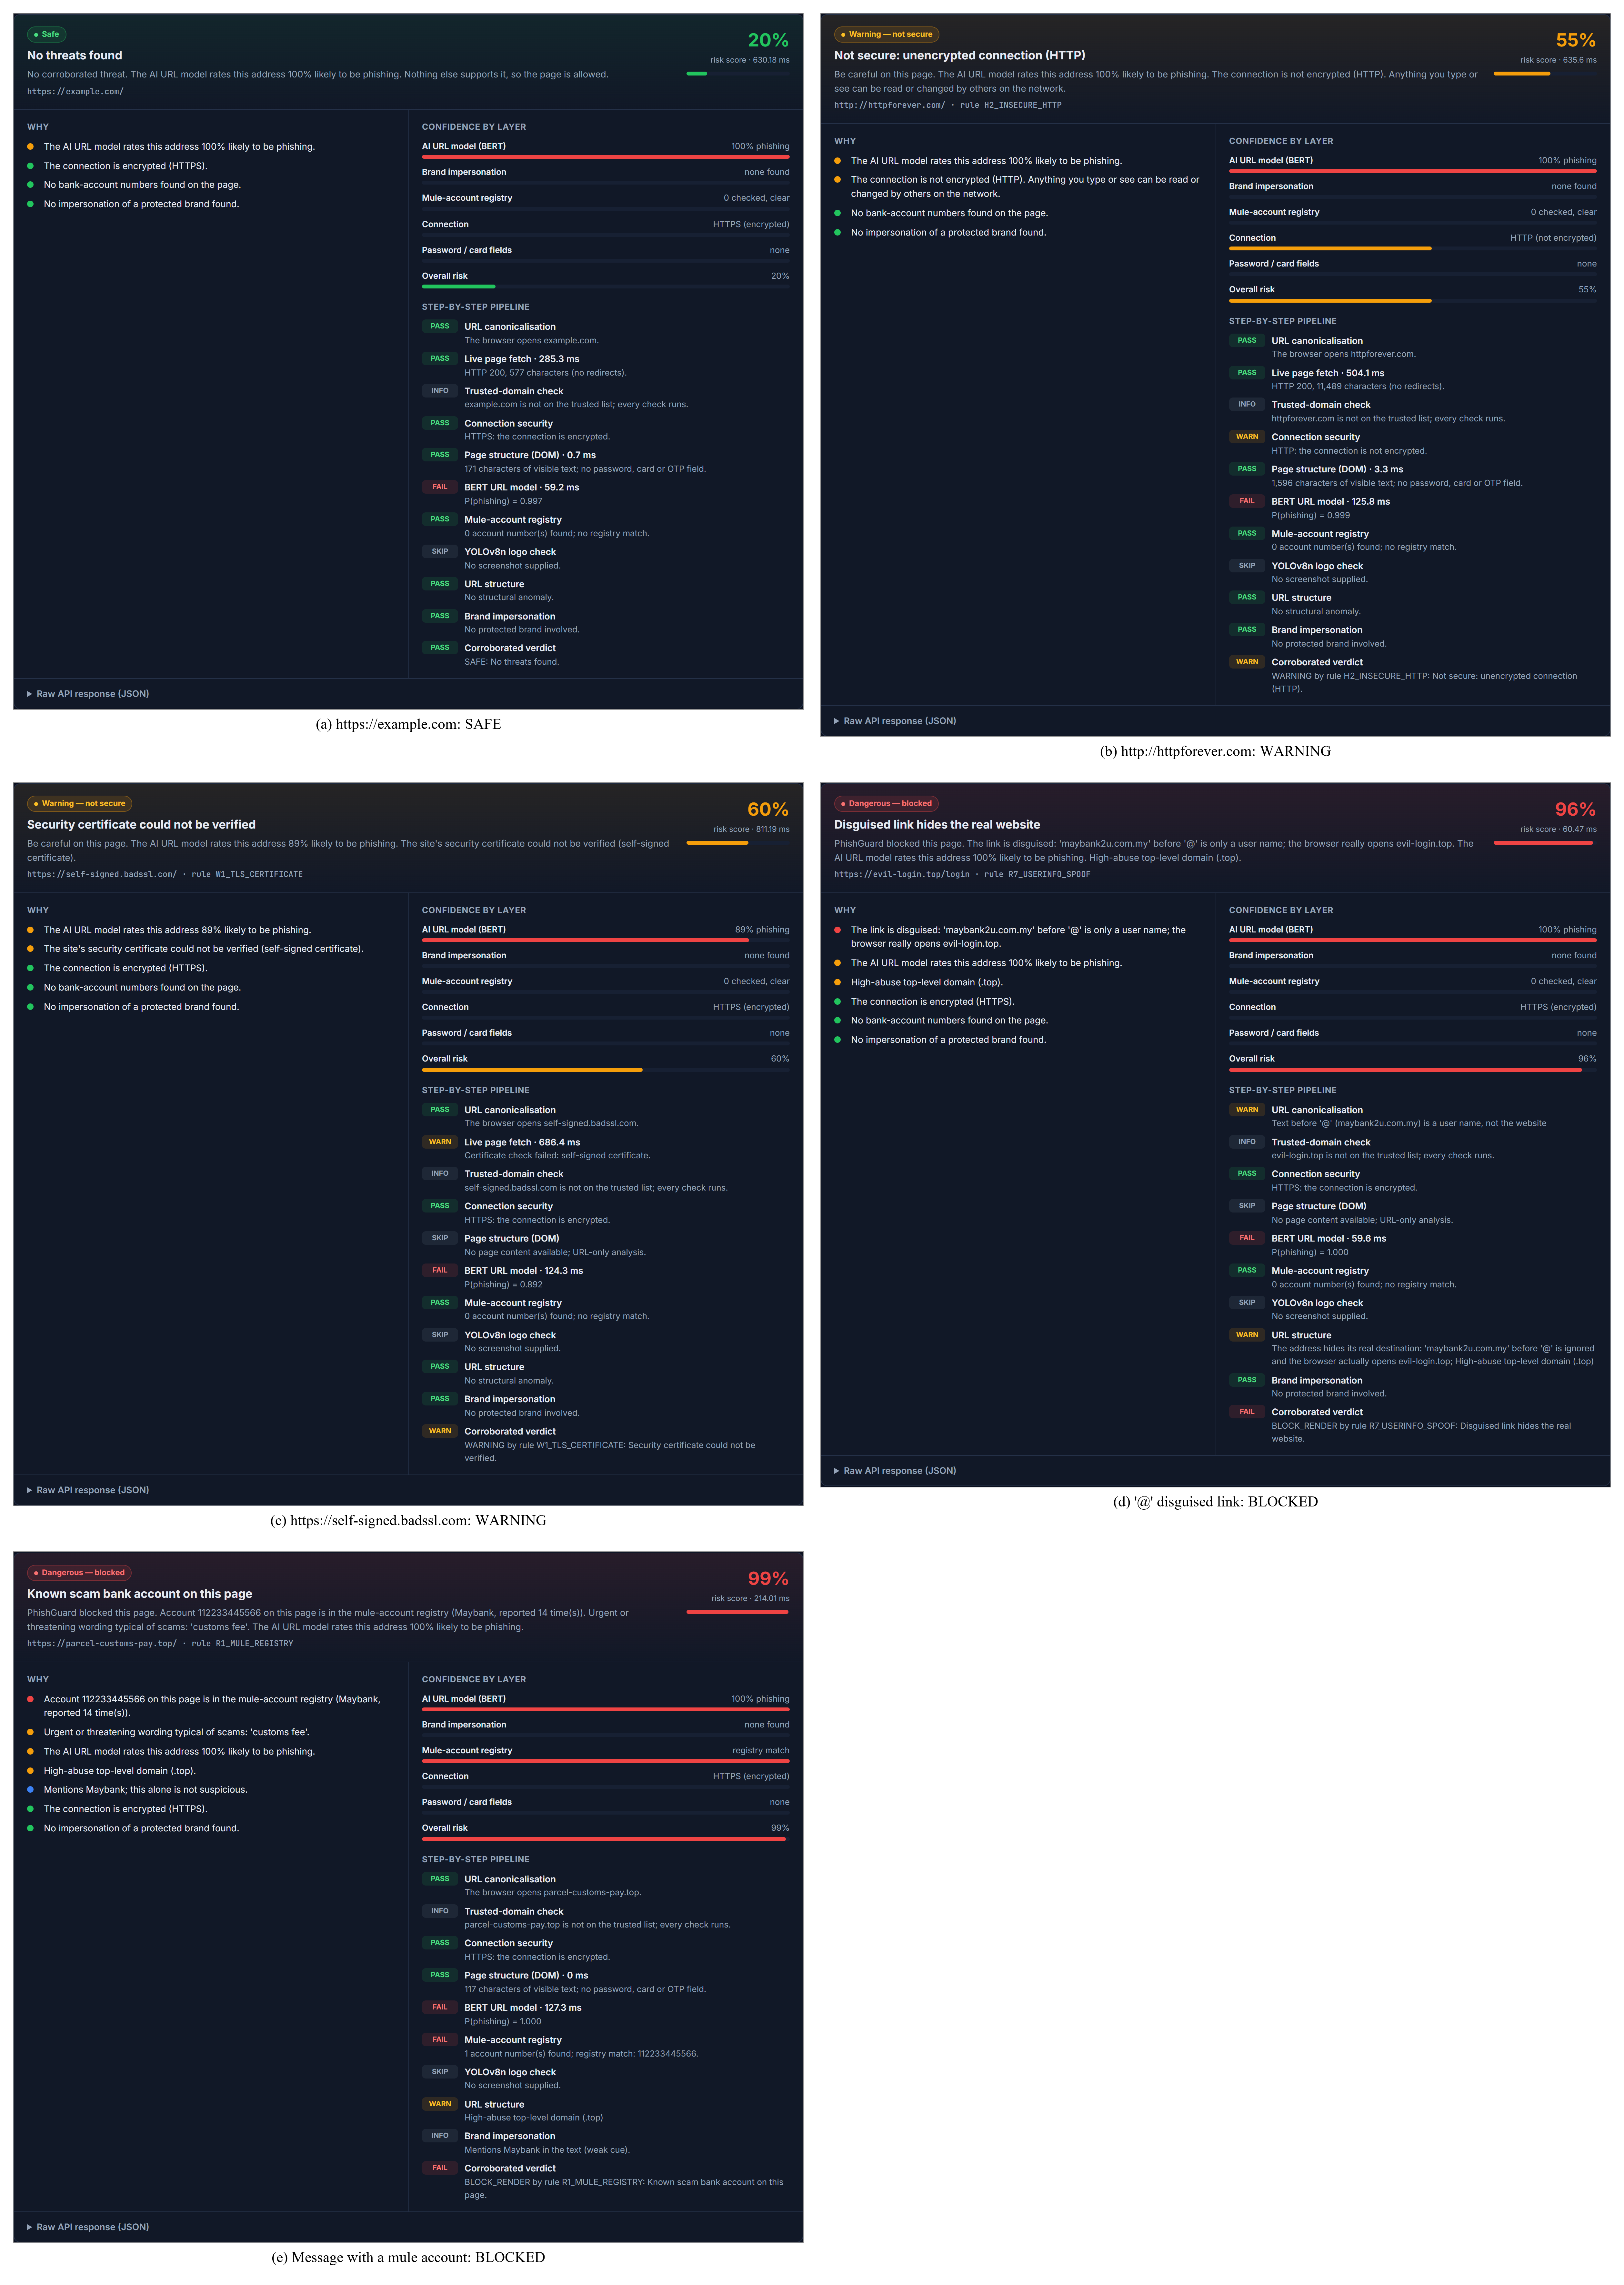 Safe
No threats found
No corroborated threat. The AI URL model rates this address 100% likely to be phishing. Nothing else supports it, so the page is allowed.
https://example.com/
20%
risk score · 630.18 ms
WHY
The AI URL model rates this address 100% likely to be phishing.
The connection is encrypted (HTTPS).
No bank-account numbers found on the page.
No impersonation of a protected brand found.
CONFIDENCE BY LAYER
AI URL model (BERT) 100% phishing
Brand impersonation none found
Mule-account registry 0 checked, clear
Connection HTTPS (encrypted)
Password / card fields none
Overall risk 20%
STEP-BY-STEP PIPELINE
PASS URL canonicalisation
The browser opens example.com.
PASS Live page fetch · 285.3 ms
HTTP 200, 577 characters (no redirects).
INFO Trusted-domain check
example.com is not on the trusted list; every check runs.
PASS Connection security
HTTPS: the connection is encrypted.
PASS Page structure (DOM) · 0.7 ms
171 characters of visible text; no password, card or OTP field.
FAIL BERT URL model · 59.2 ms
P(phishing) = 0.997
PASS Mule-account registry
0 account number(s) found; no registry match.
SKIP YOLOv8n logo check
No screenshot supplied.
PASS URL structure
No structural anomaly.
PASS Brand impersonation
No protected brand involved.
PASS Corroborated verdict
SAFE: No threats found.
▶ Raw API response (JSON)
(a) https://example.com: SAFE
Warning — not secure
Not secure: unencrypted connection (HTTP)
Be careful on this page. The AI URL model rates this address 100% likely to be phishing. The connection is not encrypted (HTTP). Anything you type or
see can be read or changed by others on the network.
http://httpforever.com/ · rule H2_INSECURE_HTTP
55%
risk score · 635.6 ms
WHY
The AI URL model rates this address 100% likely to be phishing.
The connection is not encrypted (HTTP). Anything you type or see can be read or
changed by others on the network.
No bank-account numbers found on the page.
No impersonation of a protected brand found.
CONFIDENCE BY LAYER
AI URL model (BERT) 100% phishing
Brand impersonation none found
Mule-account registry 0 checked, clear
Connection HTTP (not encrypted)
Password / card fields none
Overall risk 55%
STEP-BY-STEP PIPELINE
PASS URL canonicalisation
The browser opens httpforever.com.
PASS Live page fetch · 504.1 ms
HTTP 200, 11,489 characters (no redirects).
INFO Trusted-domain check
httpforever.com is not on the trusted list; every check runs.
WARN Connection security
HTTP: the connection is not encrypted.
PASS Page structure (DOM) · 3.3 ms
1,596 characters of visible text; no password, card or OTP field.
FAIL BERT URL model · 125.8 ms
P(phishing) = 0.999
PASS Mule-account registry
0 account number(s) found; no registry match.
SKIP YOLOv8n logo check
No screenshot supplied.
PASS URL structure
No structural anomaly.
PASS Brand impersonation
No protected brand involved.
WARN Corroborated verdict
WARNING by rule H2_INSECURE_HTTP: Not secure: unencrypted connection
(HTTP).
▶ Raw API response (JSON)
(b) http://httpforever.com: WARNING
Warning — not secure
Security certificate could not be verified
Be careful on this page. The AI URL model rates this address 89% likely to be phishing. The site's security certificate could not be verified (self-signed
certificate).
https://self-signed.badssl.com/ · rule W1_TLS_CERTIFICATE
60%
risk score · 811.19 ms
WHY
The AI URL model rates this address 89% likely to be phishing.
The site's security certificate could not be verified (self-signed certificate).
The connection is encrypted (HTTPS).
No bank-account numbers found on the page.
No impersonation of a protected brand found.
CONFIDENCE BY LAYER
AI URL model (BERT) 89% phishing
Brand impersonation none found
Mule-account registry 0 checked, clear
Connection HTTPS (encrypted)
Password / card fields none
Overall risk 60%
STEP-BY-STEP PIPELINE
PASS URL canonicalisation
The browser opens self-signed.badssl.com.
WARN Live page fetch · 686.4 ms
Certificate check failed: self-signed certificate.
INFO Trusted-domain check
self-signed.badssl.com is not on the trusted list; every check runs.
PASS Connection security
HTTPS: the connection is encrypted.
SKIP Page structure (DOM)
No page content available; URL-only analysis.
FAIL BERT URL model · 124.3 ms
P(phishing) = 0.892
PASS Mule-account registry
0 account number(s) found; no registry match.
SKIP YOLOv8n logo check
No screenshot supplied.
PASS URL structure
No structural anomaly.
PASS Brand impersonation
No protected brand involved.
WARN Corroborated verdict
WARNING by rule W1_TLS_CERTIFICATE: Security certificate could not be
verified.
▶ Raw API response (JSON)
(c) https://self-signed.badssl.com: WARNING
Dangerous — blocked
Disguised link hides the real website
PhishGuard blocked this page. The link is disguised: 'maybank2u.com.my' before '@' is only a user name; the browser really opens evil-login.top. The
AI URL model rates this address 100% likely to be phishing. High-abuse top-level domain (.top).
https://evil-login.top/login · rule R7_USERINFO_SPOOF
96%
risk score · 60.47 ms
WHY
The link is disguised: 'maybank2u.com.my' before '@' is only a user name; the
browser really opens evil-login.top.
The AI URL model rates this address 100% likely to be phishing.
High-abuse top-level domain (.top).
The connection is encrypted (HTTPS).
No bank-account numbers found on the page.
No impersonation of a protected brand found.
CONFIDENCE BY LAYER
AI URL model (BERT) 100% phishing
Brand impersonation none found
Mule-account registry 0 checked, clear
Connection HTTPS (encrypted)
Password / card fields none
Overall risk 96%
STEP-BY-STEP PIPELINE
WARN URL canonicalisation
Text before '@' (maybank2u.com.my) is a user name, not the website
INFO Trusted-domain check
evil-login.top is not on the trusted list; every check runs.
PASS Connection security
HTTPS: the connection is encrypted.
SKIP Page structure (DOM)
No page content available; URL-only analysis.
FAIL BERT URL model · 59.6 ms
P(phishing) = 1.000
PASS Mule-account registry
0 account number(s) found; no registry match.
SKIP YOLOv8n logo check
No screenshot supplied.
WARN URL structure
The address hides its real destination: 'maybank2u.com.my' before '@' is ignored
and the browser actually opens evil-login.top; High-abuse top-level domain (.top)
PASS Brand impersonation
No protected brand involved.
FAIL Corroborated verdict
BLOCK_RENDER by rule R7_USERINFO_SPOOF: Disguised link hides the real
website.
▶ Raw API response (JSON)
(d) '@' disguised link: BLOCKED
Dangerous — blocked
Known scam bank account on this page
PhishGuard blocked this page. Account 112233445566 on this page is in the mule-account registry (Maybank, reported 14 time(s)). Urgent or
threatening wording typical of scams: 'customs fee'. The AI URL model rates this address 100% likely to be phishing.
https://parcel-customs-pay.top/ · rule R1_MULE_REGISTRY
99%
risk score · 214.01 ms
WHY
Account 112233445566 on this page is in the mule-account registry (Maybank,
reported 14 time(s)).
Urgent or threatening wording typical of scams: 'customs fee'.
The AI URL model rates this address 100% likely to be phishing.
High-abuse top-level domain (.top).
Mentions Maybank; this alone is not suspicious.
The connection is encrypted (HTTPS).
No impersonation of a protected brand found.
CONFIDENCE BY LAYER
AI URL model (BERT) 100% phishing
Brand impersonation none found
Mule-account registry registry match
Connection HTTPS (encrypted)
Password / card fields none
Overall risk 99%
STEP-BY-STEP PIPELINE
PASS URL canonicalisation
The browser opens parcel-customs-pay.top.
INFO Trusted-domain check
parcel-customs-pay.top is not on the trusted list; every check runs.
PASS Connection security
HTTPS: the connection is encrypted.
PASS Page structure (DOM) · 0 ms
117 characters of visible text; no password, card or OTP field.
FAIL BERT URL model · 127.3 ms
P(phishing) = 1.000
FAIL Mule-account registry
1 account number(s) found; registry match: 112233445566.
SKIP YOLOv8n logo check
No screenshot supplied.
WARN URL structure
High-abuse top-level domain (.top)
INFO Brand impersonation
Mentions Maybank in the text (weak cue).
FAIL Corroborated verdict
BLOCK_RENDER by rule R1_MULE_REGISTRY: Known scam bank account on this
page.
▶ Raw API response (JSON)
(e) Message with a mule account: BLOCKED